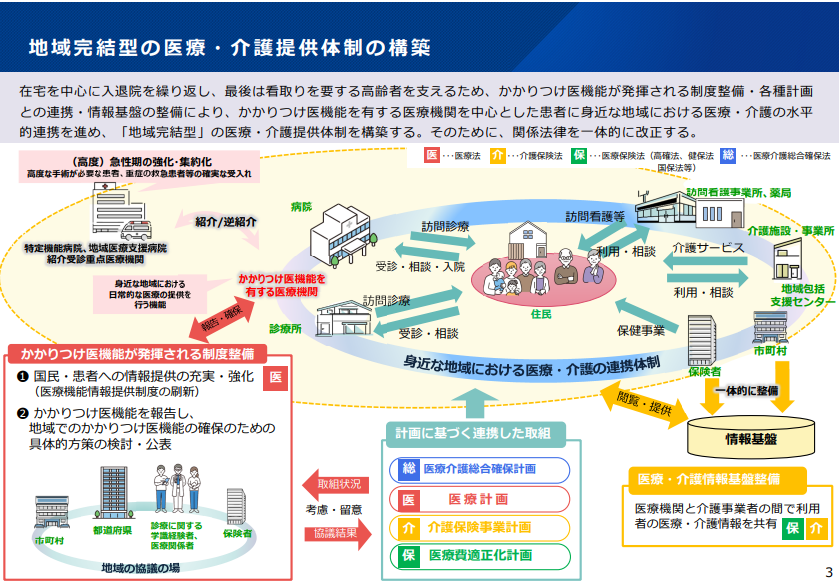 地域完結型の医療・介護提供体制の構築
在宅を中心に入退院を繰り返し、最後は看取りを要する高齢者を支えるため、かかりつけ医機能が発揮される制度整備・各種計画
との連携・情報基盤の整備により、かかりつけ医機能を有する医療機関を中心とした患者に身近な地域における医療・介護の水平
的連携を進め、「地域完結型」の医療・介護提供体制を構築する。そのために、関係法律を一体的に改正する。
医・・・医療法
介・・・介護保険法
保・・・医療保険法（高確法、健保法
国保法等）
総・・・医療介護総合確保法
（高度）急性期の強化・集約化
高度な手術が必要な患者、重症の救急患者等の確実な受入れ
特定機能病院、地域医療支援病院
紹介受診重点医療機関
紹介/逆紹介
身近な地域における
日常的な医療の提供を
行う機能
かかりつけ医機能を
有する医療機関
病院
訪問診療
受診・相談・入院
診療所
訪問診療
受診・相談
住民
訪問看護等
利用・相談
訪問看護事業所、薬局
介護施設・事業所
介護サービス
利用・相談
地域包括
支援センター
保健事業
保険者
市町村
身近な地域における医療・介護の連携体制
報告・確保
一体的に整備
閲覧・提供
情報基盤
かかりつけ医機能が発揮される制度整備
❶ 国民・患者への情報提供の充実・強化
（医療機能情報提供制度の刷新）
医
❷ かかりつけ医機能を報告し、
地域でのかかりつけ医機能の確保のための
具体的方策の検討・公表
市町村
都道府県
診療に関する
学識経験者、
医療関係者
保険者
地域の協議の場
取組状況
考慮・留意
協議結果
計画に基づく連携した取組
総 医療介護総合確保計画
医 医療計画
介 介護保険事業計画
保 医療費適正化計画
医療・介護情報基盤整備
医療機関と介護事業者の間で利用
者の医療・介護情報を共有
保 介
3